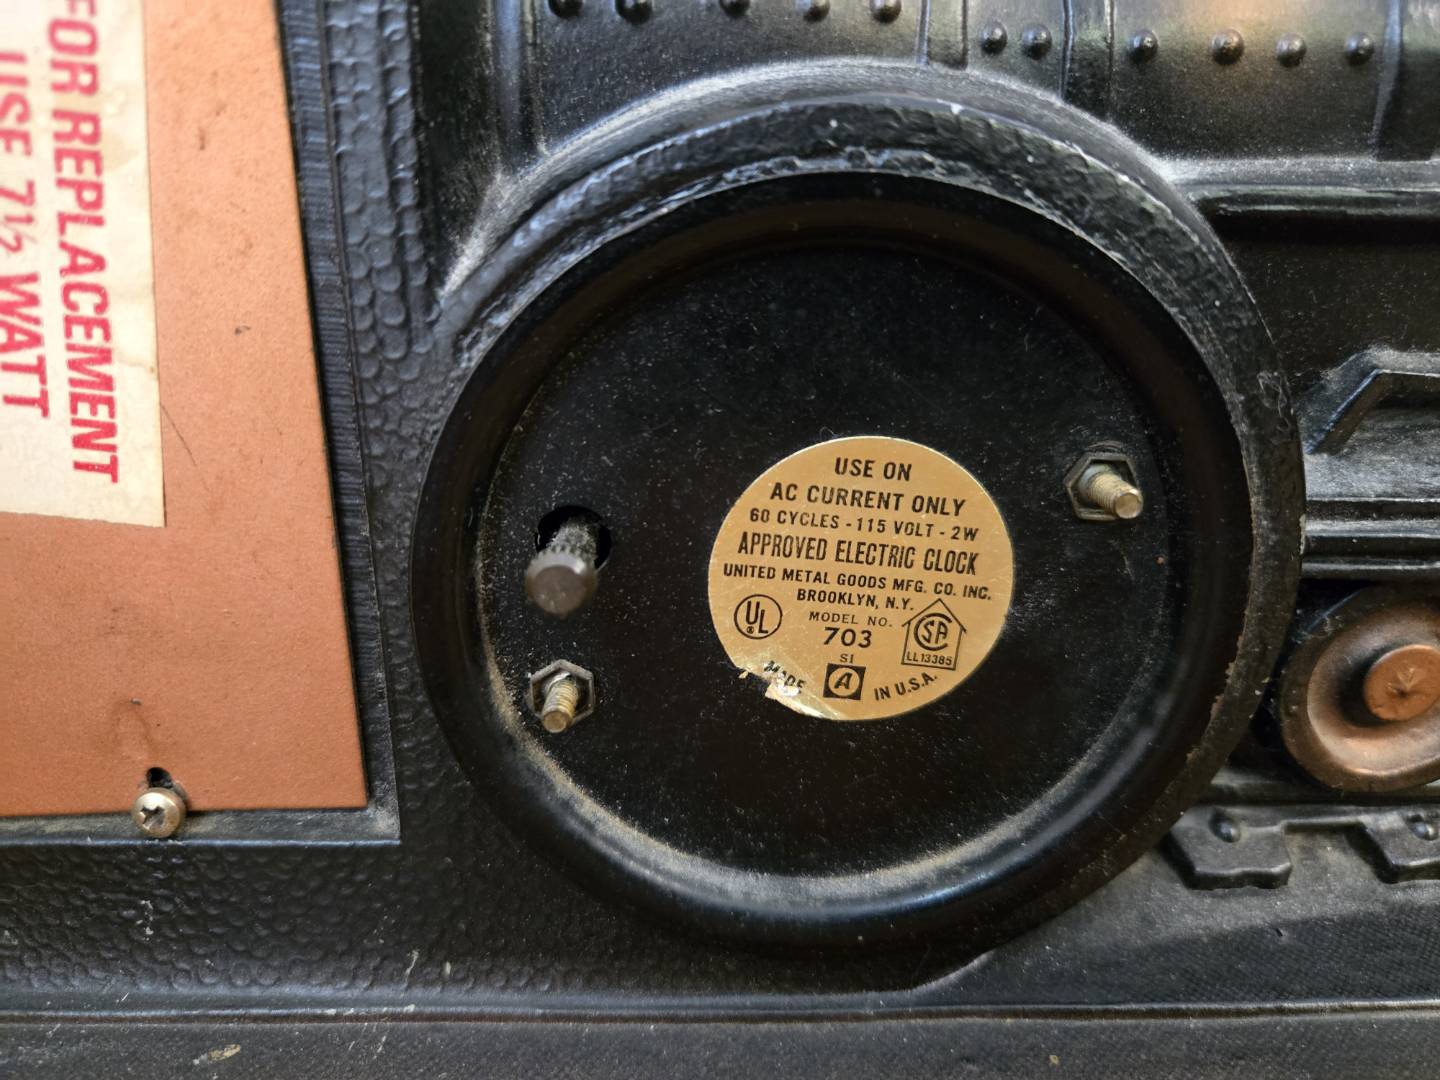 FOR REPLACEMENT
USE 7½ WATT
USE ON
AC CURRENT ONLY
60 CYCLES - 115 VOLT - 2W
APPROVED ELECTRIC CLOCK
UNITED METAL GOODS MFG. CO. INC.
BROOKLYN, N.Y.
MODEL NO.
703
SI
UL
®
CSA
LL13385
MADE
A
IN U.S.A.